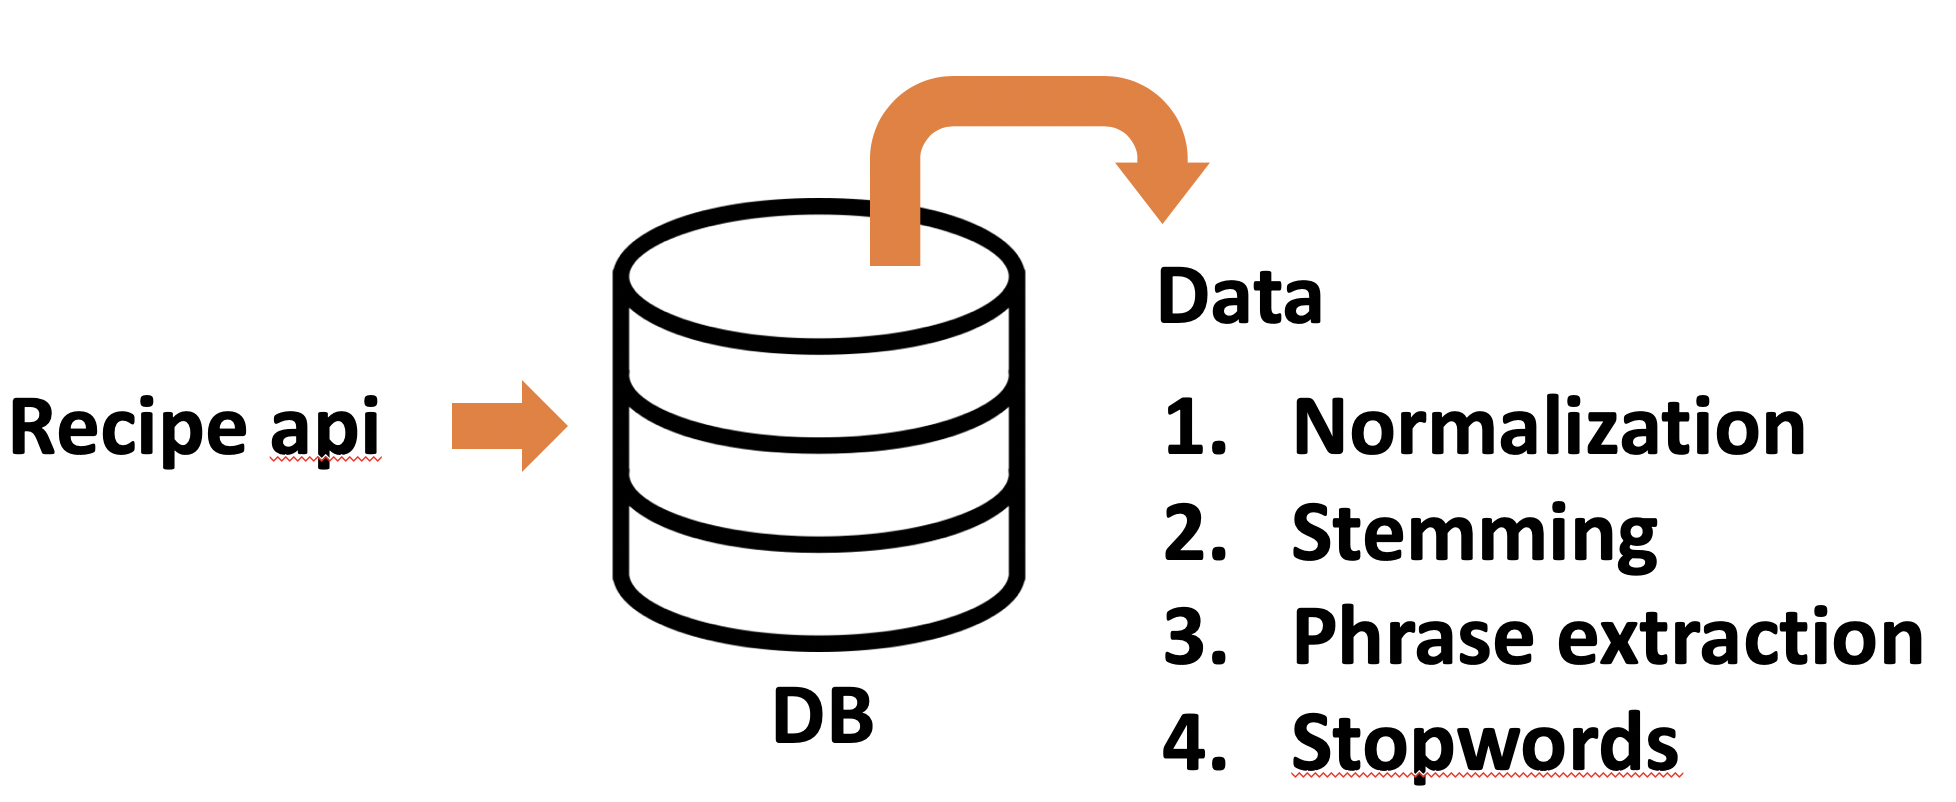 Recipe api
DB
Data
1. Normalization
2. Stemming
3. Phrase extraction
4. Stopwords